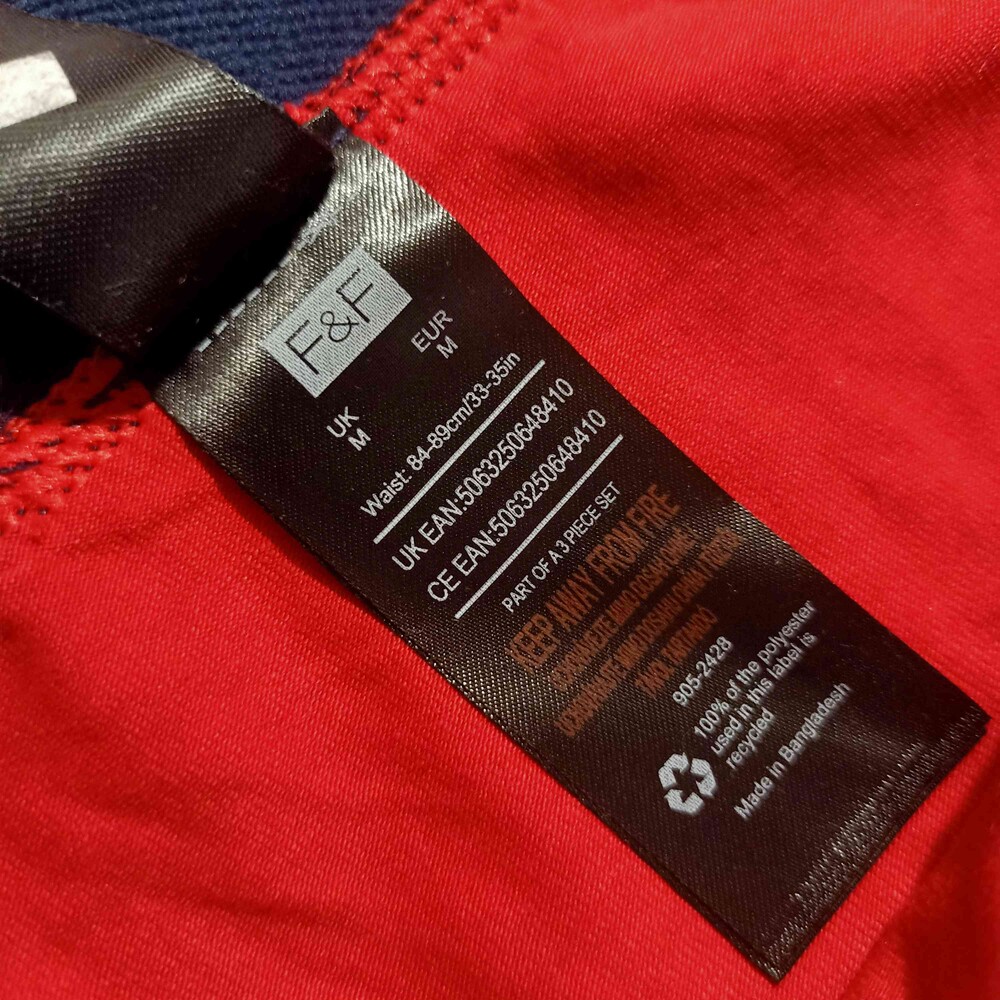 F&F
UK
M
EUR
M
Waist: 84-89cm/33-35in
UK EAN:5063250648410
CE EAN:5063250648410
PART OF A 3 PIECE SET
KEEP AWAY FROM FIRE
905-2428
100% of the polyester
used in this label is
recycled
Made in Bangladesh